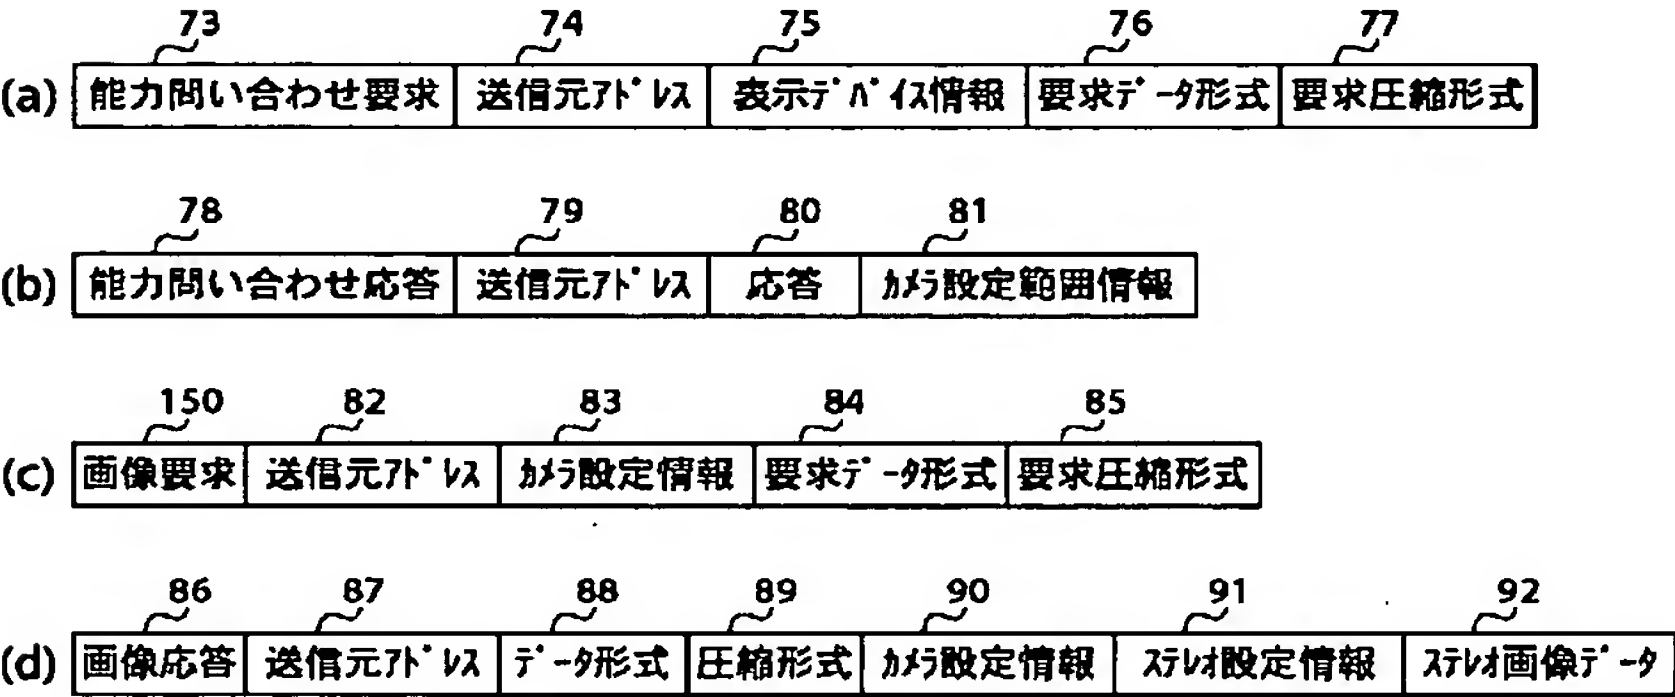 73 74 75 76 77
(a) 能力問い合わせ要求 送信元ｱﾄﾞﾚｽ 表示ﾃﾞﾊﾞｲｽ情報 要求ﾃﾞｰﾀ形式 要求圧縮形式
78 79 80 81
(b) 能力問い合わせ応答 送信元ｱﾄﾞﾚｽ 応答 ｶﾒﾗ設定範囲情報
150 82 83 84 85
(c) 画像要求 送信元ｱﾄﾞﾚｽ ｶﾒﾗ設定情報 要求ﾃﾞｰﾀ形式 要求圧縮形式
86 87 88 89 90 91 92
(d) 画像応答 送信元ｱﾄﾞﾚｽ ﾃﾞｰﾀ形式 圧縮形式 ｶﾒﾗ設定情報 ｽﾃﾚｵ設定情報 ｽﾃﾚｵ画像ﾃﾞｰﾀ